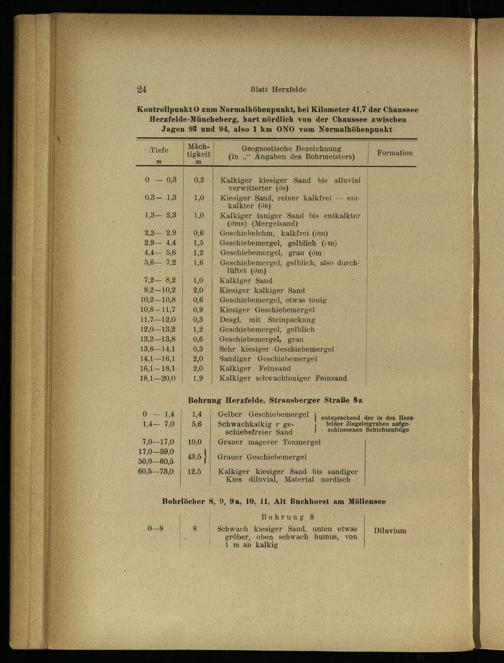 24 Blatt Herzfelde
Kontrollpunkt O zum Normalhöhenpunkt, bei Kilometer 41,7 der Chaussee
Herzfelde-Müncheberg, hart nördlich von der Chaussee zwischen
Jagen 93 und 94, also 1 km ONO vom Normalhöhenpunkt
Tiefe m | Mäch- tigkeit m | Geognostische Bezeichnung (in „“ Angaben des Bohrmeisters) | Formation
0 — 0,3 0,3 Kalkiger kiesiger Sand bis alluvial
verwitterter (∂s)
0,3— 1,3 1,0 Kiesiger Sand, reiner kalkfrei — ent-
kalkter (∂s)
1,3— 2,3 1,0 Kalkiger toniger Sand bis entkalkter
(∂ms) (Mergelsand)
2,3— 2,9 0,6 Geschiebelehm, kalkfrei (∂m)
2,9— 4,4 1,5 Geschiebemergel, gelblich (∂m)
4,4— 5,6 1,2 Geschiebemergel, grau (∂m
5,6— 7,2 1,6 Geschiebemergel, gelblich, also durch-
lüftet (∂m)
7,2— 8,2 1,0 Kalkiger Sand
8,2—10,2 2,0 Kiesiger kalkiger Sand
10,2—10,8 0,6 Geschiebemergel, etwas tonig
10,8—11,7 0,9 Kiesiger Geschiebemergel
11,7—12,0 0,3 Desgl. mit Steinpackung
12,0—13,2 1,2 Geschiebemergel, gelblich
13,2—13,8 0,6 Geschiebemergel, grau
13,8—14,1 0,3 Sehr kiesiger Geschiebemergel
14,1—16,1 2,0 Sandiger Geschiebemergel
16,1—18,1 2,0 Kalkiger Feinsand
18,1—20,0 1,9 Kalkiger schwachtoniger Feinsand
Bohrung Herzfelde, Strausberger Straße 8a
0 — 1,4 1,4 Gelber Geschiebemergel
1,4— 7,0 5,6 Schwachkalkig r ge-
schiebefreier Sand
entsprechend der in den Herz-
felder Ziegeleigruben aufge-
schlossenen Schichtenfolge
7,0—17,0 10,0 Grauer magerer Tonmergel
17,0—59,0
50,0—60,5 43,5 Grauer Geschiebemergel
60,5—73,0 12,5 Kalkiger kiesiger Sand bis sandiger
Kies diluvial, Material nordisch
Bohrlöcher 8, 9, 9a, 10, 11, Alt Buchhorst am Möllensee
Bohrung 8
0—8 8 Schwach kiesiger Sand, unten etwas Diluvium
gröber, oben schwach humus, von
1 m an kalkig